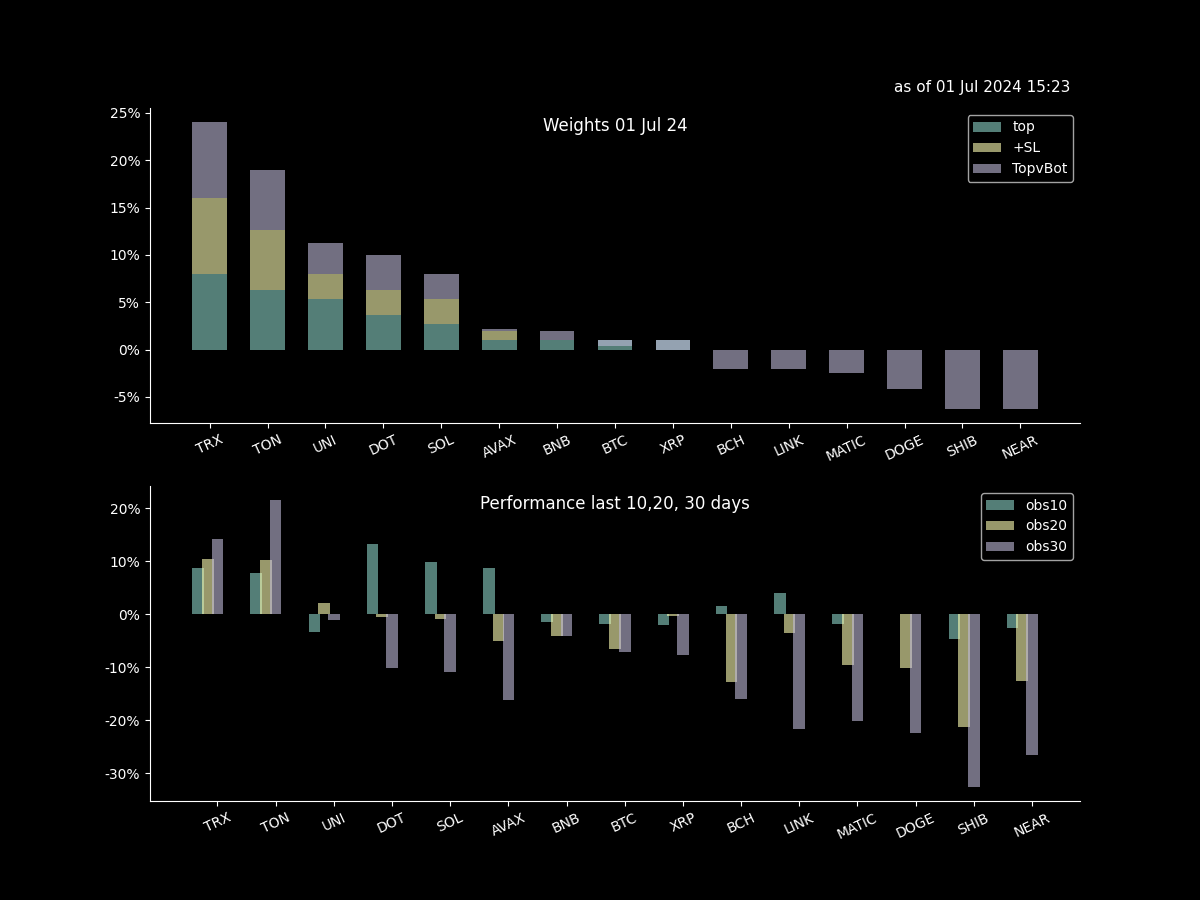 as of 01 Jul 2024 15:23
Weights 01 Jul 24
top
+SL
TopvBot
25%
20%
15%
10%
5%
0%
-5%
TRX TON UNI DOT SOL AVAX BNB BTC XRP BCH LINK MATIC DOGE SHIB NEAR
Performance last 10,20, 30 days
obs10
obs20
obs30
20%
10%
0%
-10%
-20%
-30%
TRX TON UNI DOT SOL AVAX BNB BTC XRP BCH LINK MATIC DOGE SHIB NEAR